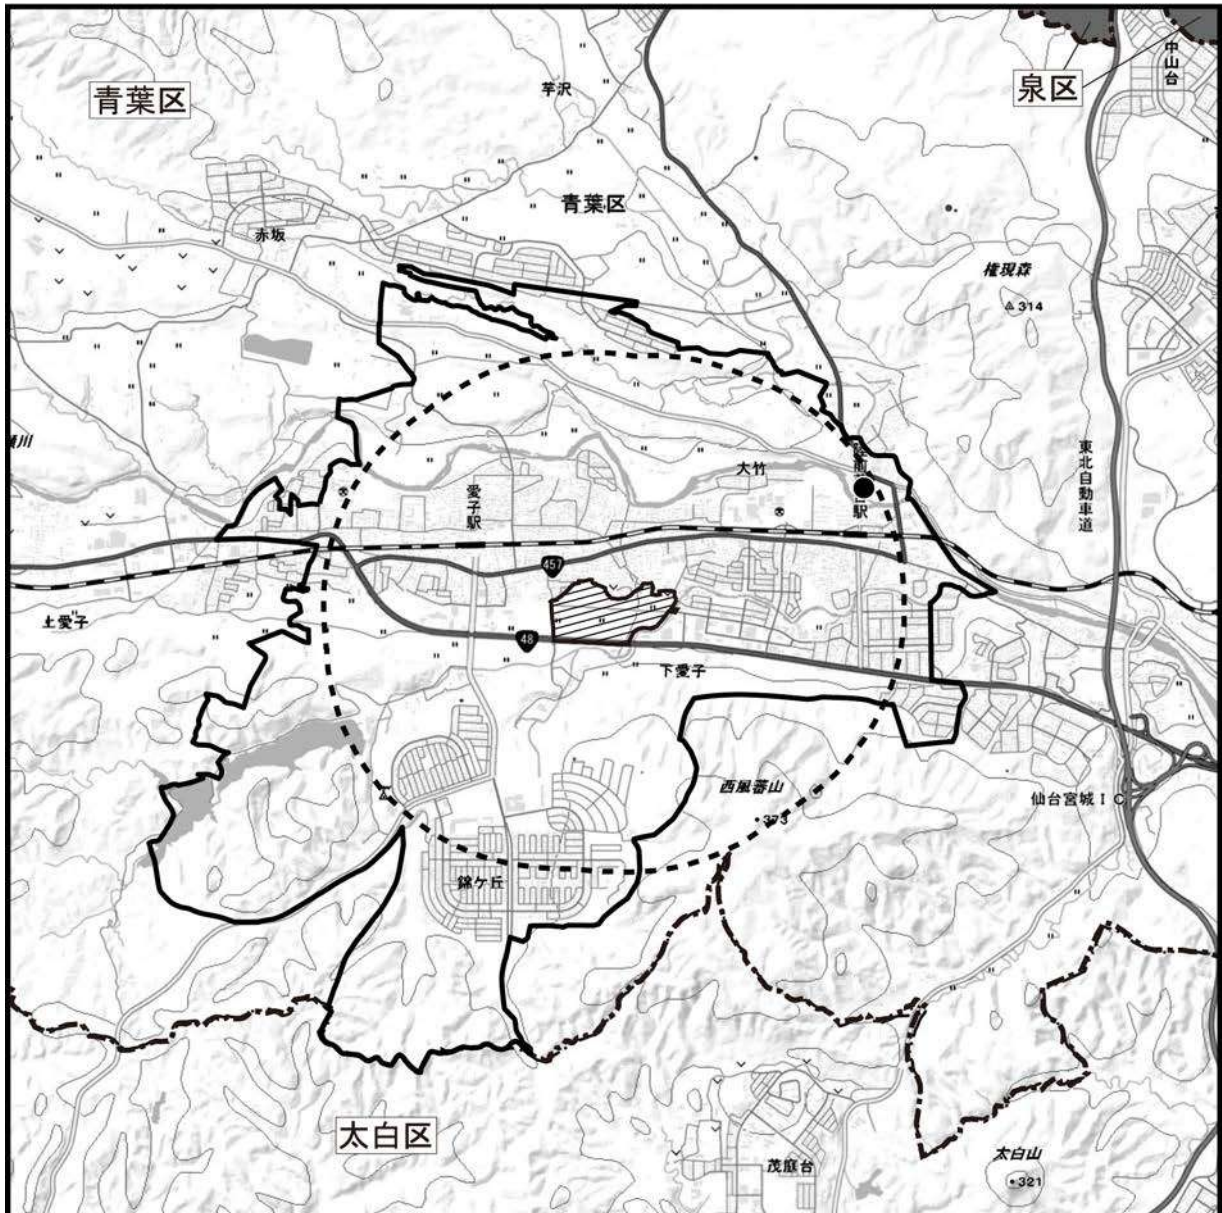 青葉区
泉区
中山台
芋沢
青葉区
赤坂
権現森
314
川
東北自動車道
大竹
愛子駅
駅
457
上愛子
48
下愛子
西風蕃山
373
仙台宮城IC
錦ケ丘
太白区
茂庭台
太白山
321